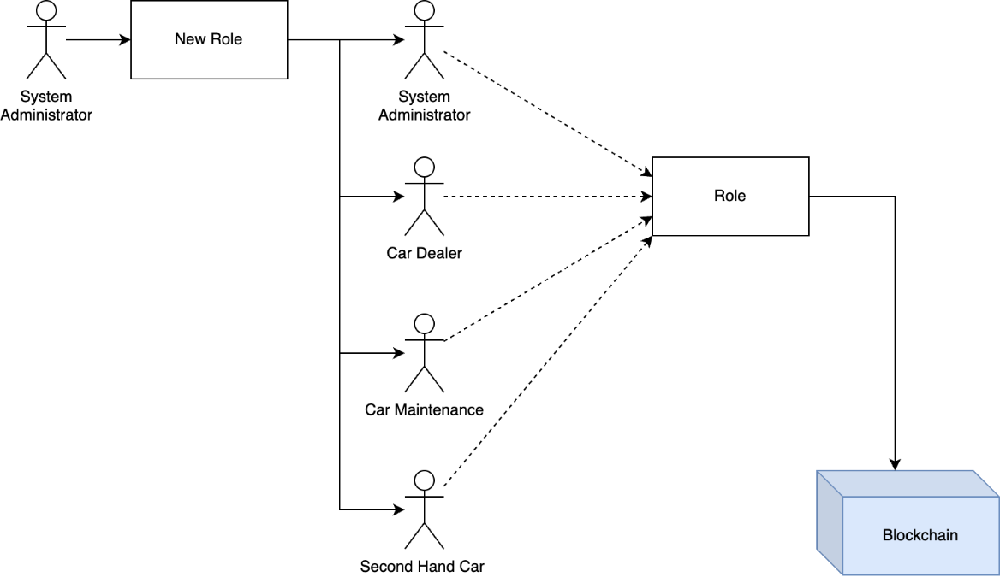 New Role
System
Administrator
System
Administrator
Role
Car Dealer
Car Maintenance
Blockchain
Second Hand Car